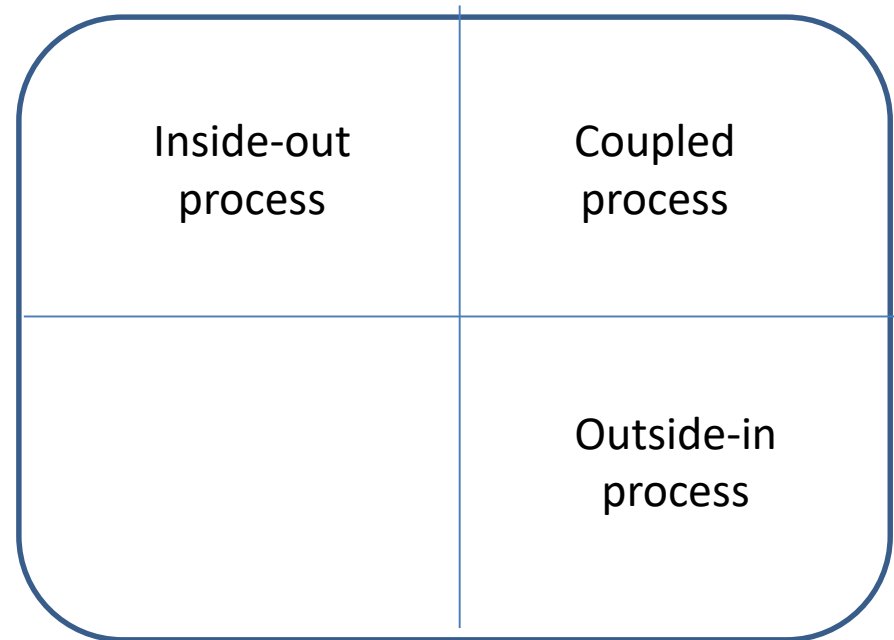 Inside-out
process
Coupled
process
Outside-in
process